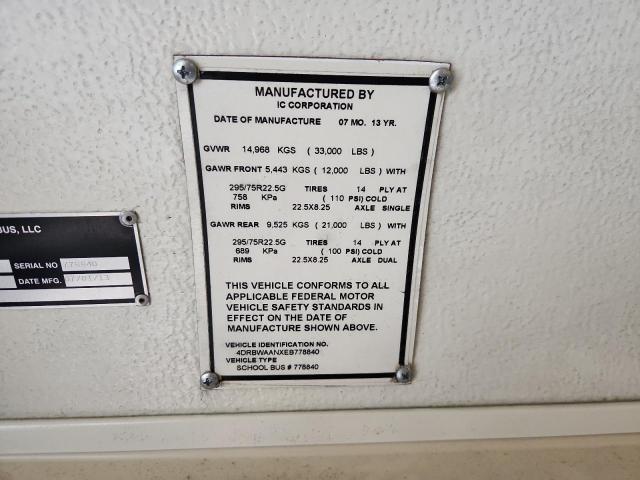 MANUFACTURED BY
IC CORPORATION
DATE OF MANUFACTURE 07 MO. 13 YR.
GVWR 14,968 KGS ( 33,000 LBS )
GAWR FRONT 5,443 KGS ( 12,000 LBS ) WITH
295/75R22.5G TIRES 14 PLY AT
758 KPa ( 110 PSI ) COLD
RIMS 22.5X8.25 AXLE SINGLE
GAWR REAR 9,525 KGS ( 21,000 LBS ) WITH
295/75R22.5G TIRES 14 PLY AT
689 KPa ( 100 PSI ) COLD
RIMS 22.5X8.25 AXLE DUAL
THIS VEHICLE CONFORMS TO ALL
APPLICABLE FEDERAL MOTOR
VEHICLE SAFETY STANDARDS IN
EFFECT ON THE DATE OF
MANUFACTURE SHOWN ABOVE.
VEHICLE IDENTIFICATION NO.
4DRBWAANXEB778840
VEHICLE TYPE
SCHOOL BUS # 778840
BUS, LLC
SERIAL NO 778840
DATE MFG.